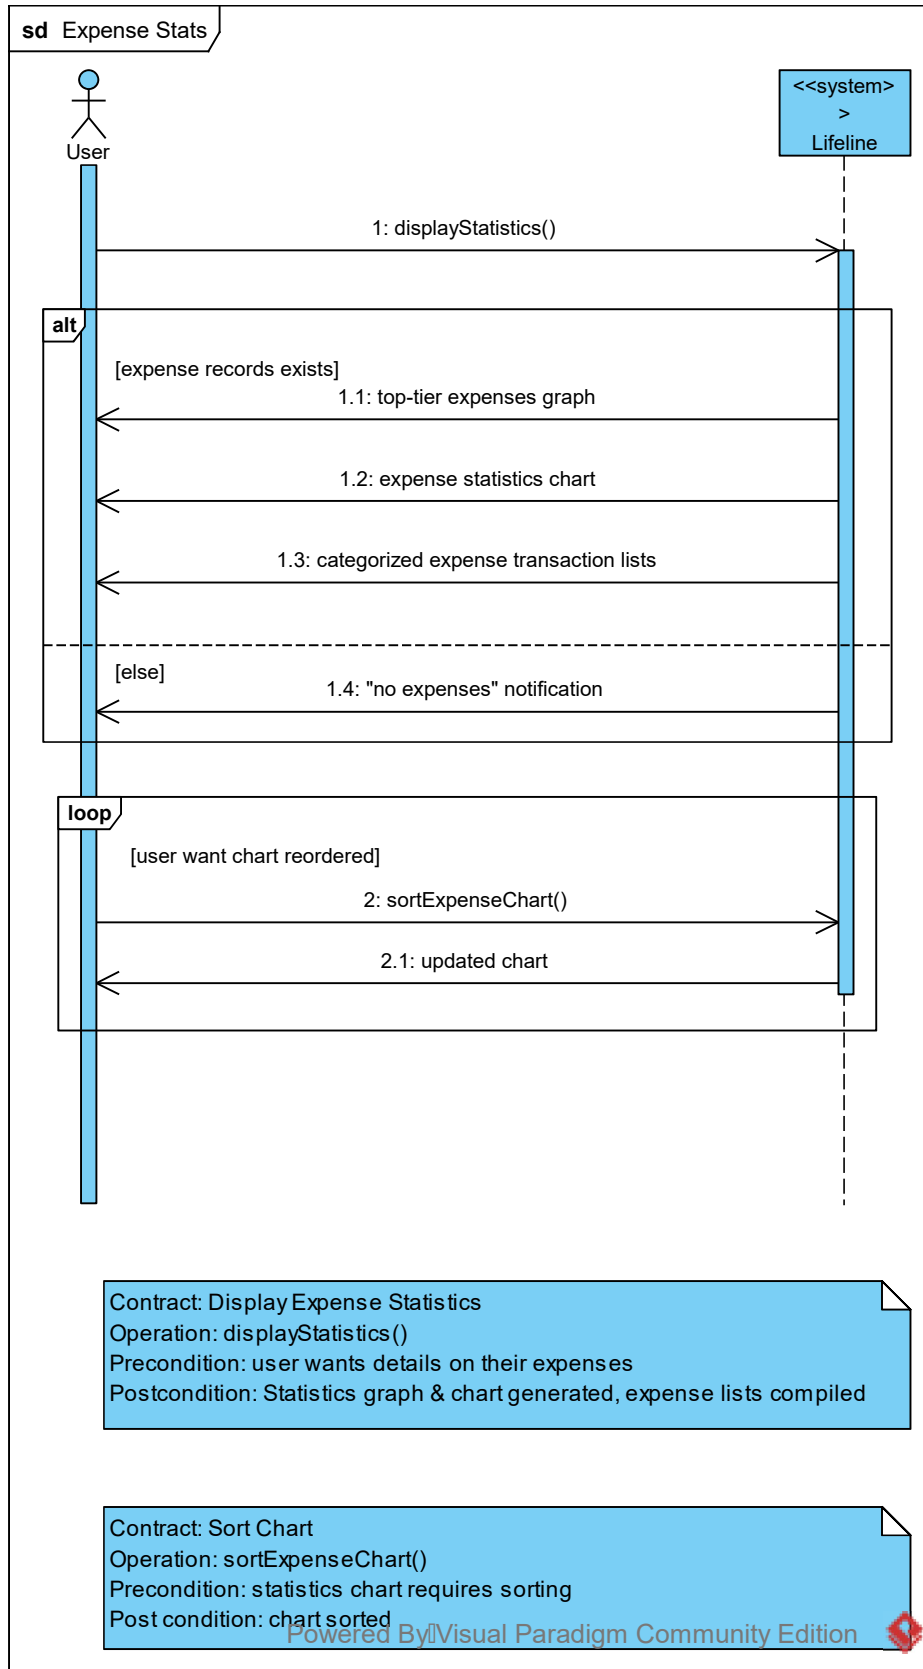 sd Expense Stats
<<system>
>
Lifeline
User
1: displayStatistics()
alt
[expense records exists]
1.1: top-tier expenses graph
1.2: expense statistics chart
1.3: categorized expense transaction lists
[else]
1.4: "no expenses" notification
loop
[user want chart reordered]
2: sortExpenseChart()
2.1: updated chart
Contract: Display Expense Statistics
Operation: displayStatistics()
Precondition: user wants details on their expenses
Postcondition: Statistics graph & chart generated, expense lists compiled
Contract: Sort Chart
Operation: sortExpenseChart()
Precondition: statistics chart requires sorting
Post condition: chart sorted
Powered By Visual Paradigm Community Edition